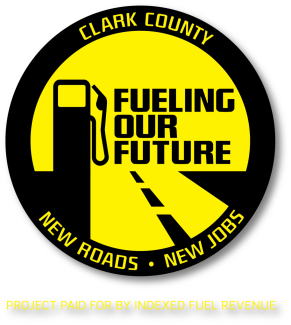 CLARK COUNTY
FUELING
OUR
FUTURE
NEW ROADS • NEW JOBS
PROJECT PAID FOR BY INDEXED FUEL REVENUE